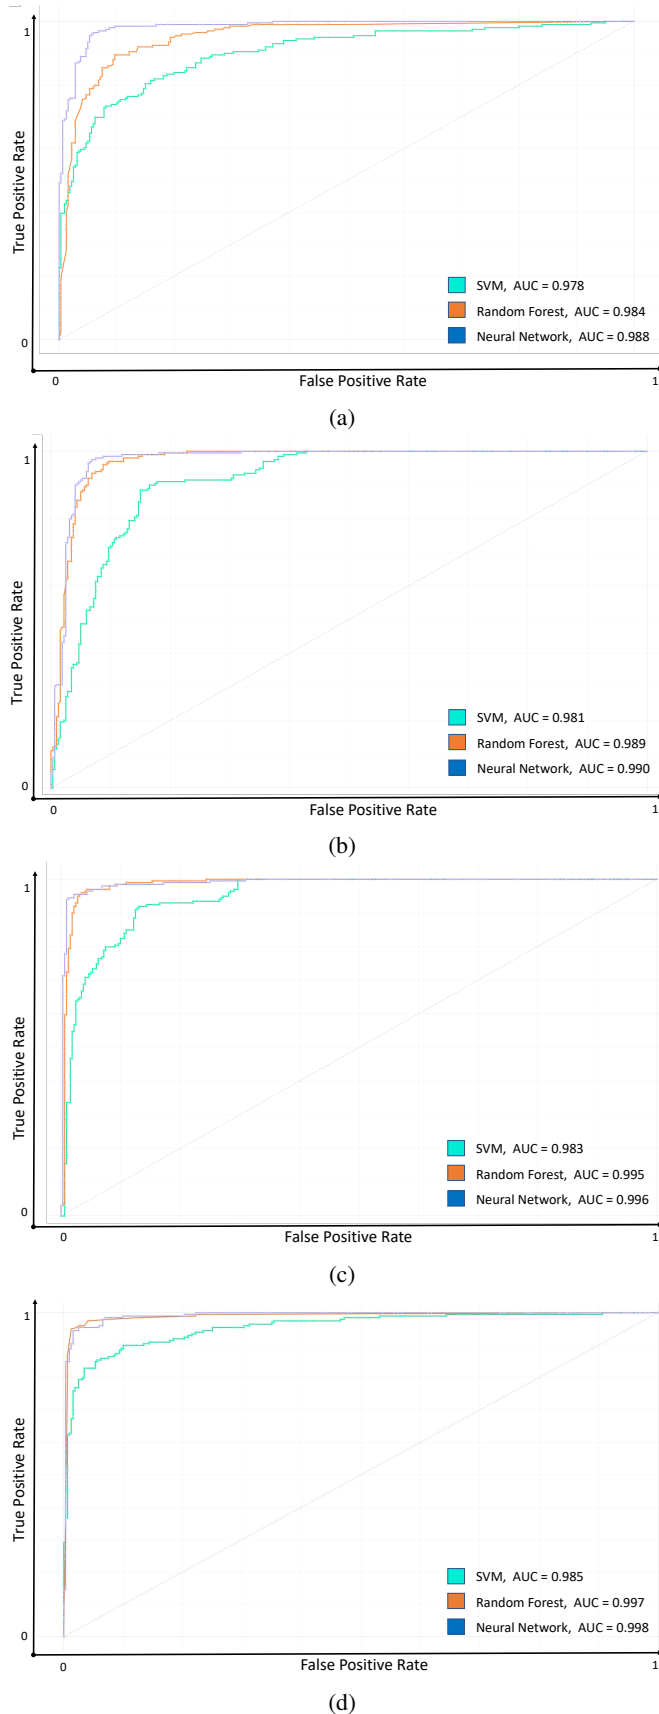 1
True Positive Rate
SVM, AUC = 0.978
Random Forest, AUC = 0.984
Neural Network, AUC = 0.988
0
0
False Positive Rate
1
(a)
1
True Positive Rate
SVM, AUC = 0.981
Random Forest, AUC = 0.989
Neural Network, AUC = 0.990
0
0
False Positive Rate
1
(b)
1
True Positive Rate
SVM, AUC = 0.983
Random Forest, AUC = 0.995
Neural Network, AUC = 0.996
0
0
False Positive Rate
1
(c)
1
True Positive Rate
SVM, AUC = 0.985
Random Forest, AUC = 0.997
Neural Network, AUC = 0.998
0
0
False Positive Rate
1
(d)